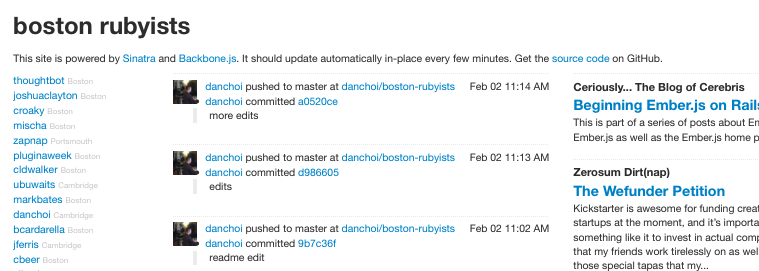 boston rubyists
This site is powered by Sinatra and Backbone.js. It should update automatically in-place every few minutes. Get the source code on GitHub.
thoughtbot Boston
joshuaclayton Boston
croaky Boston
mischa Boston
zapnap Portsmouth
pluginaweek Boston
cldwalker Boston
ubuwaits Cambridge
markbates Boston
danchoi Boston
bcardarella Boston
jferris Cambridge
cbeer Boston
danchoi pushed to master at danchoi/boston-rubyists Feb 02 11:14 AM
danchoi committed a0520ce
more edits
danchoi pushed to master at danchoi/boston-rubyists Feb 02 11:13 AM
danchoi committed d986605
edits
danchoi pushed to master at danchoi/boston-rubyists Feb 02 11:02 AM
danchoi committed 9b7c36f
readme edit
Ceriously... The Blog of Cerebris
Beginning Ember.js on Rails
This is part of a series of posts about Em
Ember.js as well as the Ember.js home p
Zerosum Dirt(nap)
The Wefunder Petition
Kickstarter is awesome for funding creat
startups at the moment, and it's importa
something like it to invest in actual comp
that my friends work tirelessly on as wel
those special tapas that my...